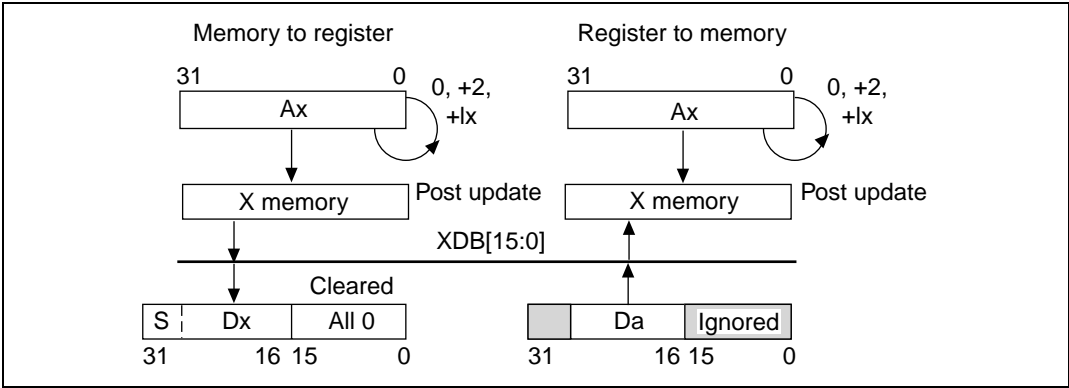 Memory to register
31 0
0, +2,
+Ix
Ax
X memory
Post update
Register to memory
31 0
0, +2,
+Ix
Ax
X memory
Post update
XDB[15:0]
Cleared
S Dx All 0
31 16 15 0
Da Ignored
31 16 15 0